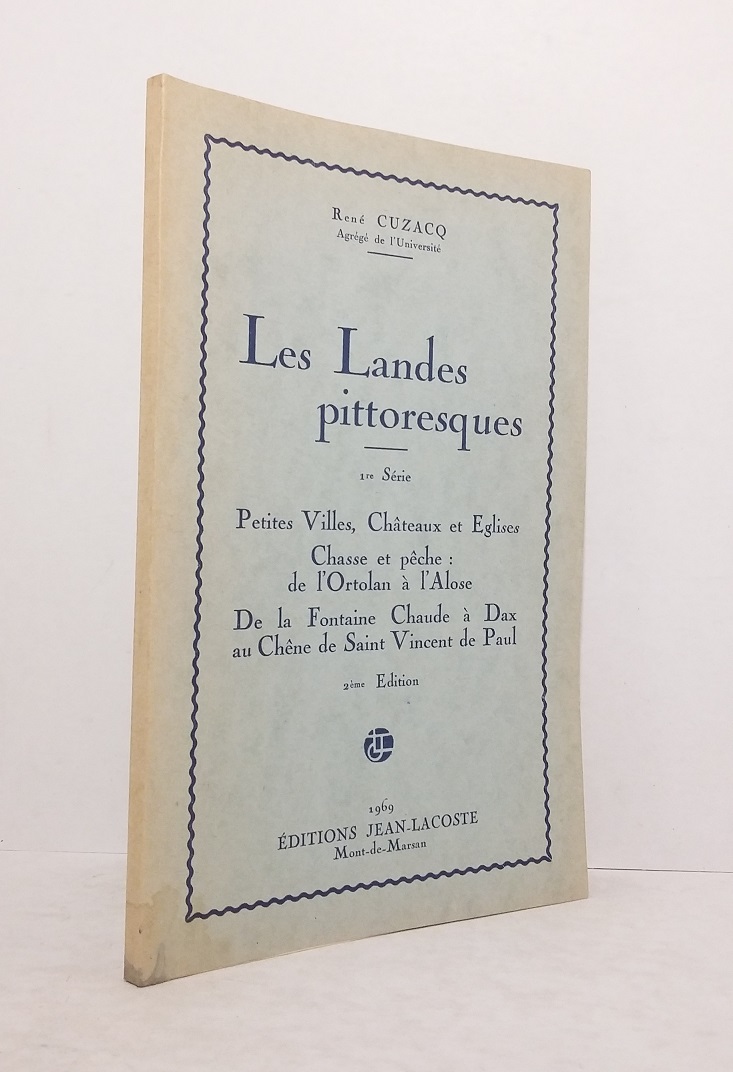 René CUZACQ
Agrégé de l'Université
Les Landes
pittoresques
1re Série
Petites Villes, Châteaux et Eglises
Chasse et pêche :
de l'Ortolan à l'Alose
De la Fontaine Chaude à Dax
au Chêne de Saint Vincent de Paul
2ème Edition
1969
ÉDITIONS JEAN-LACOSTE
Mont-de-Marsan